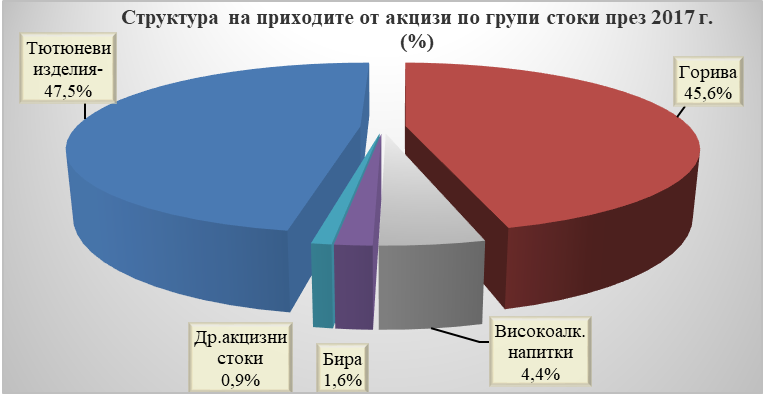 Структура на приходите от акцизи по групи стоки през 2017 г.
(%)
Тютюневи
изделия-
47,5%
Горива
45,6%
Др.акцизни
стоки
0,9%
Бира
1,6%
Високоалк.
напитки
4,4%